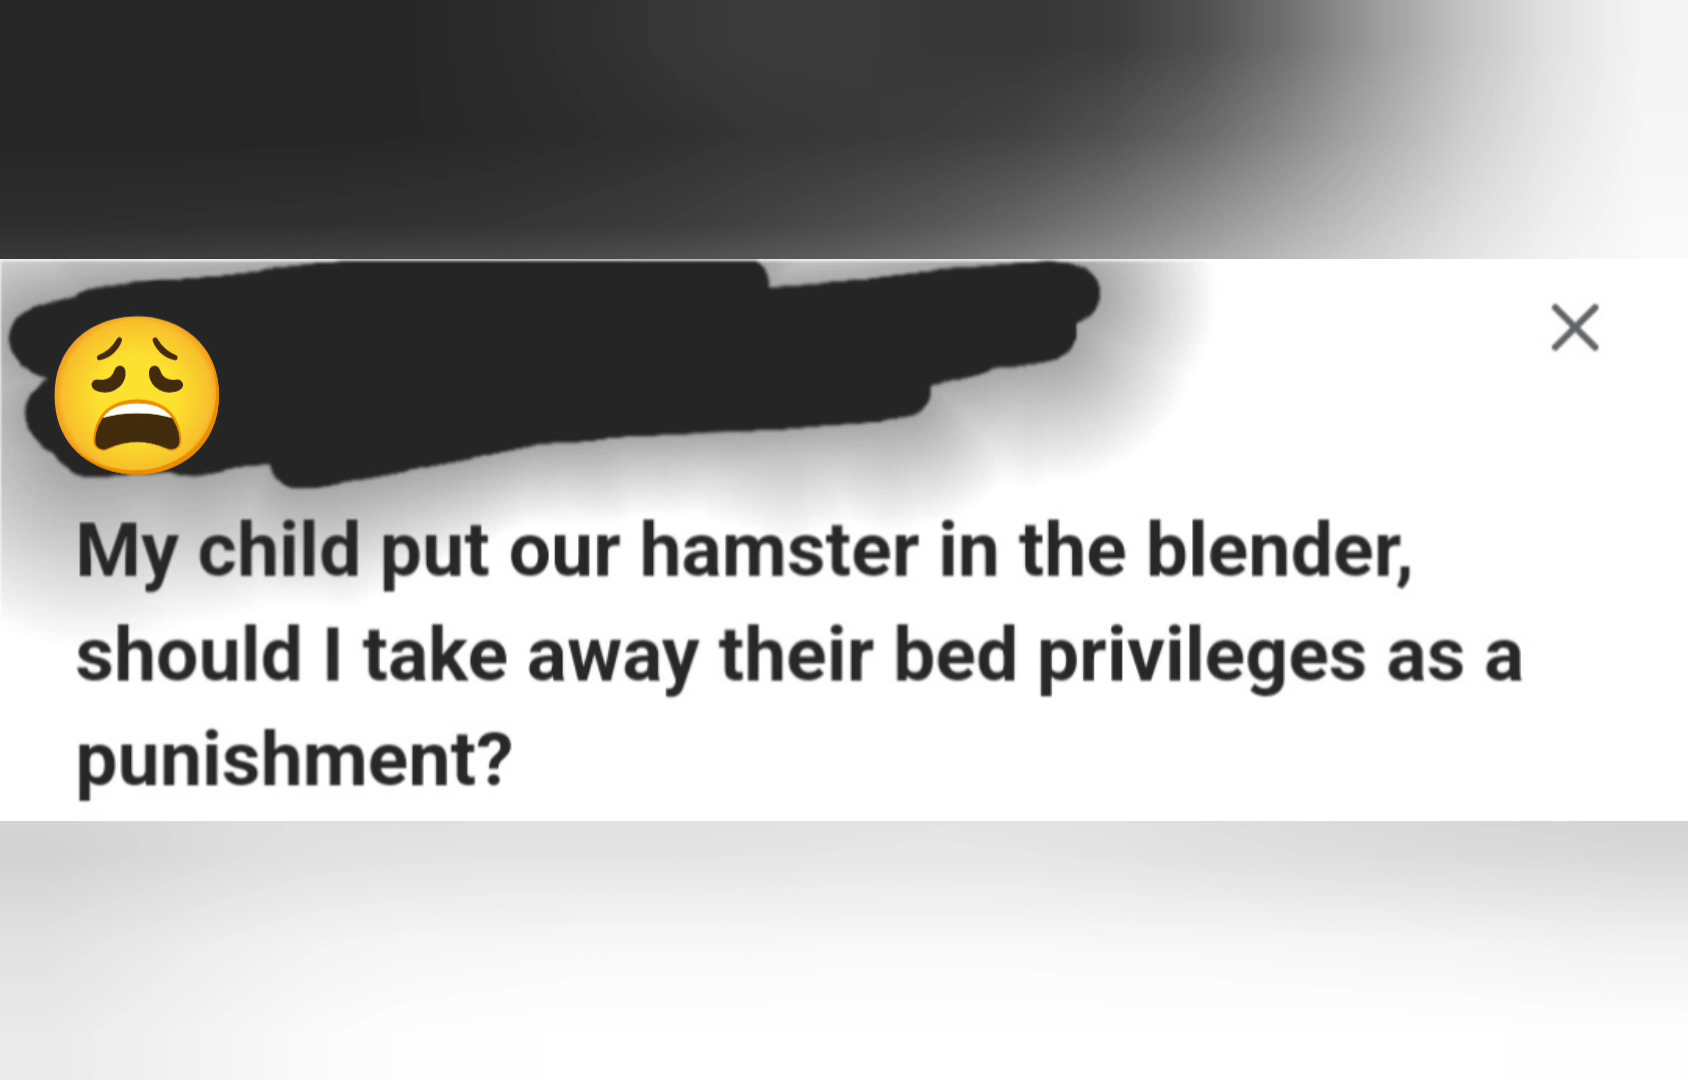 My child put our hamster in the blender,
should I take away their bed privileges as a
punishment?